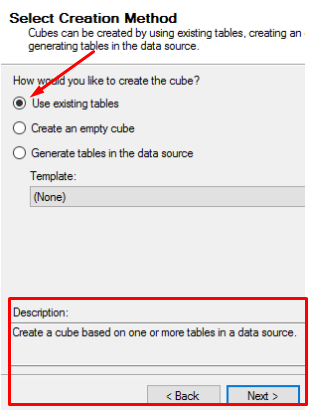 Select Creation Method
Cubes can be created by using existing tables, creating an
generating tables in the data source.
How would you like to create the cube?
Use existing tables
Create an empty cube
Generate tables in the data source
Template:
(None)
Description:
Create a cube based on one or more tables in a data source.
< Back
Next >